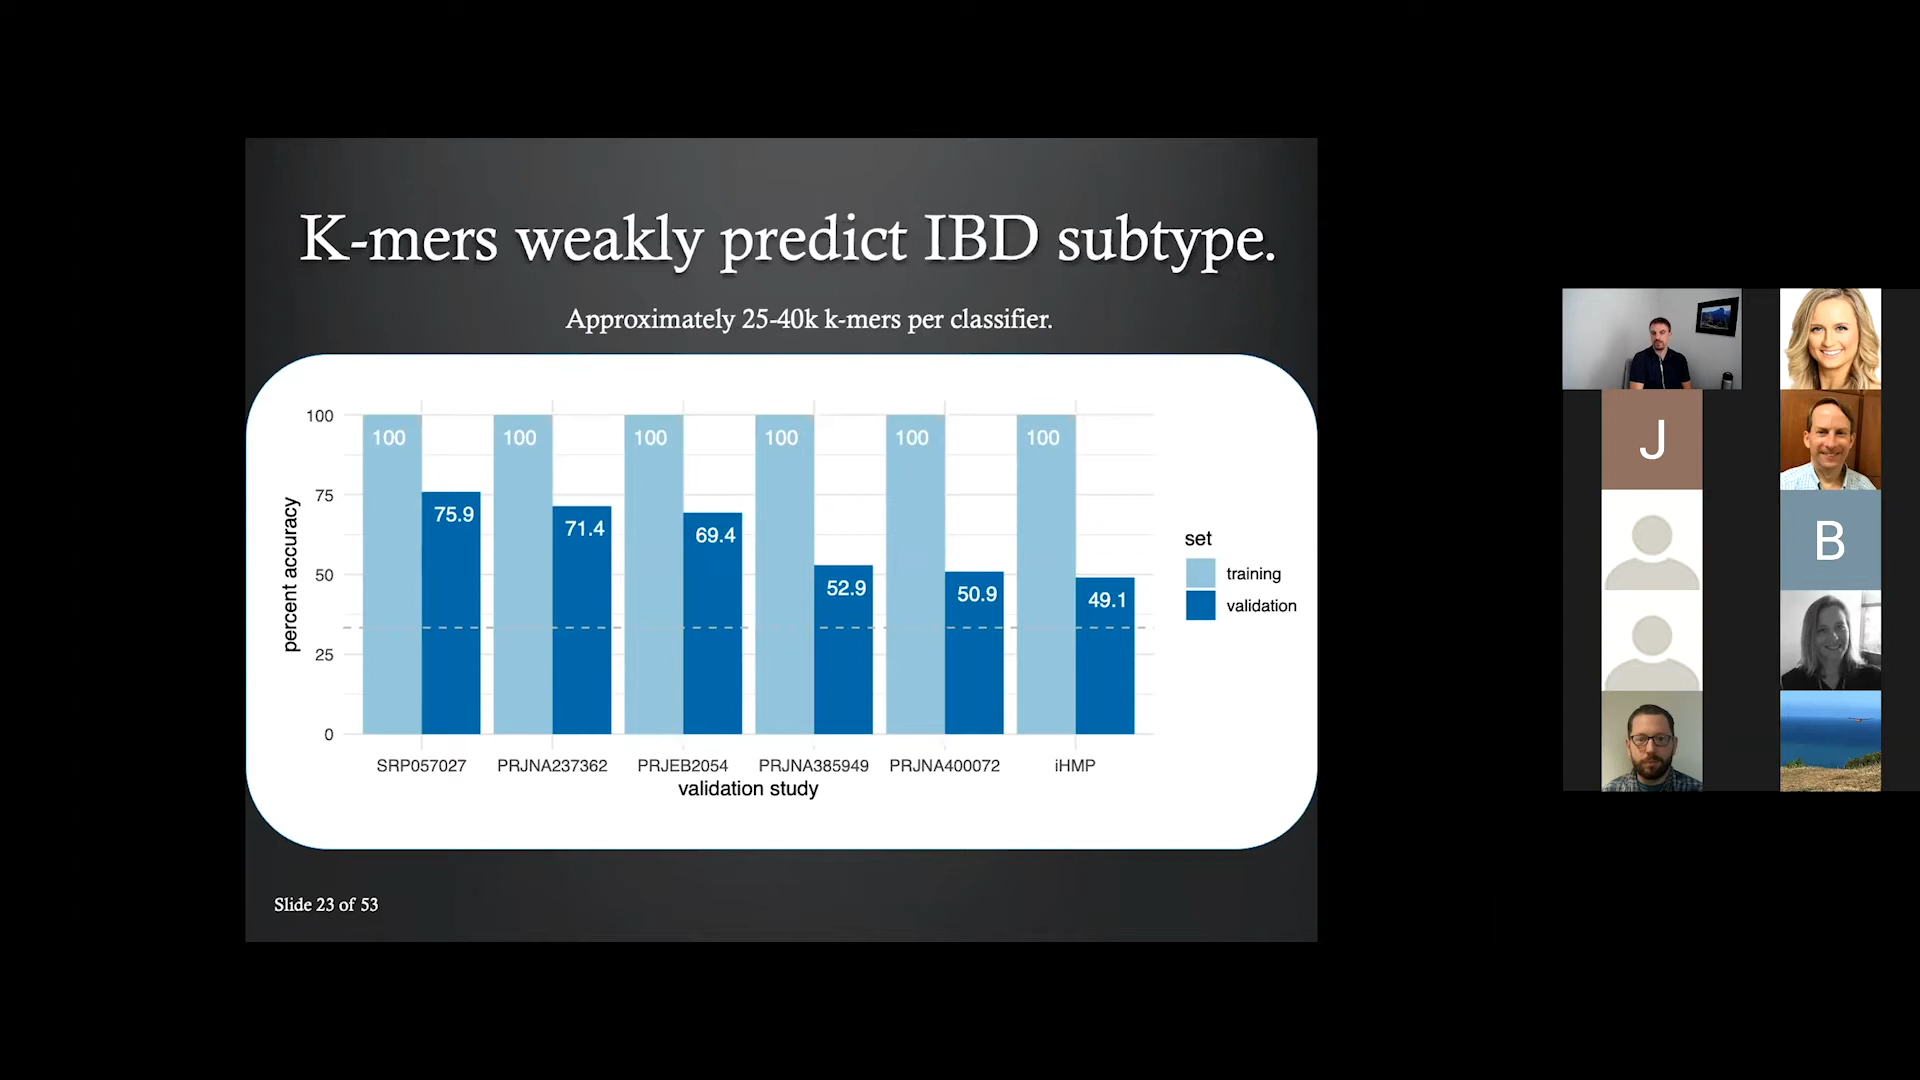 K-mers weakly predict IBD subtype.
Approximately 25-40k k-mers per classifier.
percent accuracy
100
75
50
25
0
100
75.9
100
71.4
100
69.4
100
52.9
100
50.9
100
49.1
SRP057027
PRJNA237362
PRJEB2054
PRJNA385949
PRJNA400072
iHMP
validation study
set
training
validation
Slide 23 of 53
J
B